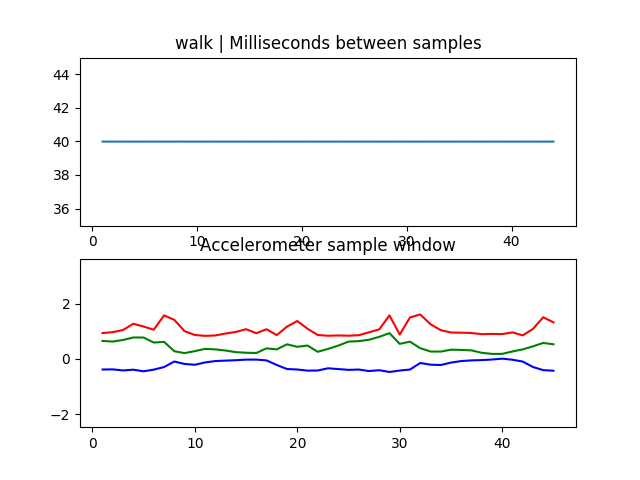 walk | Milliseconds between samples
44
42
40
38
36
0 10 20 30 40
Accelerometer sample window
2
0
−2
0 10 20 30 40